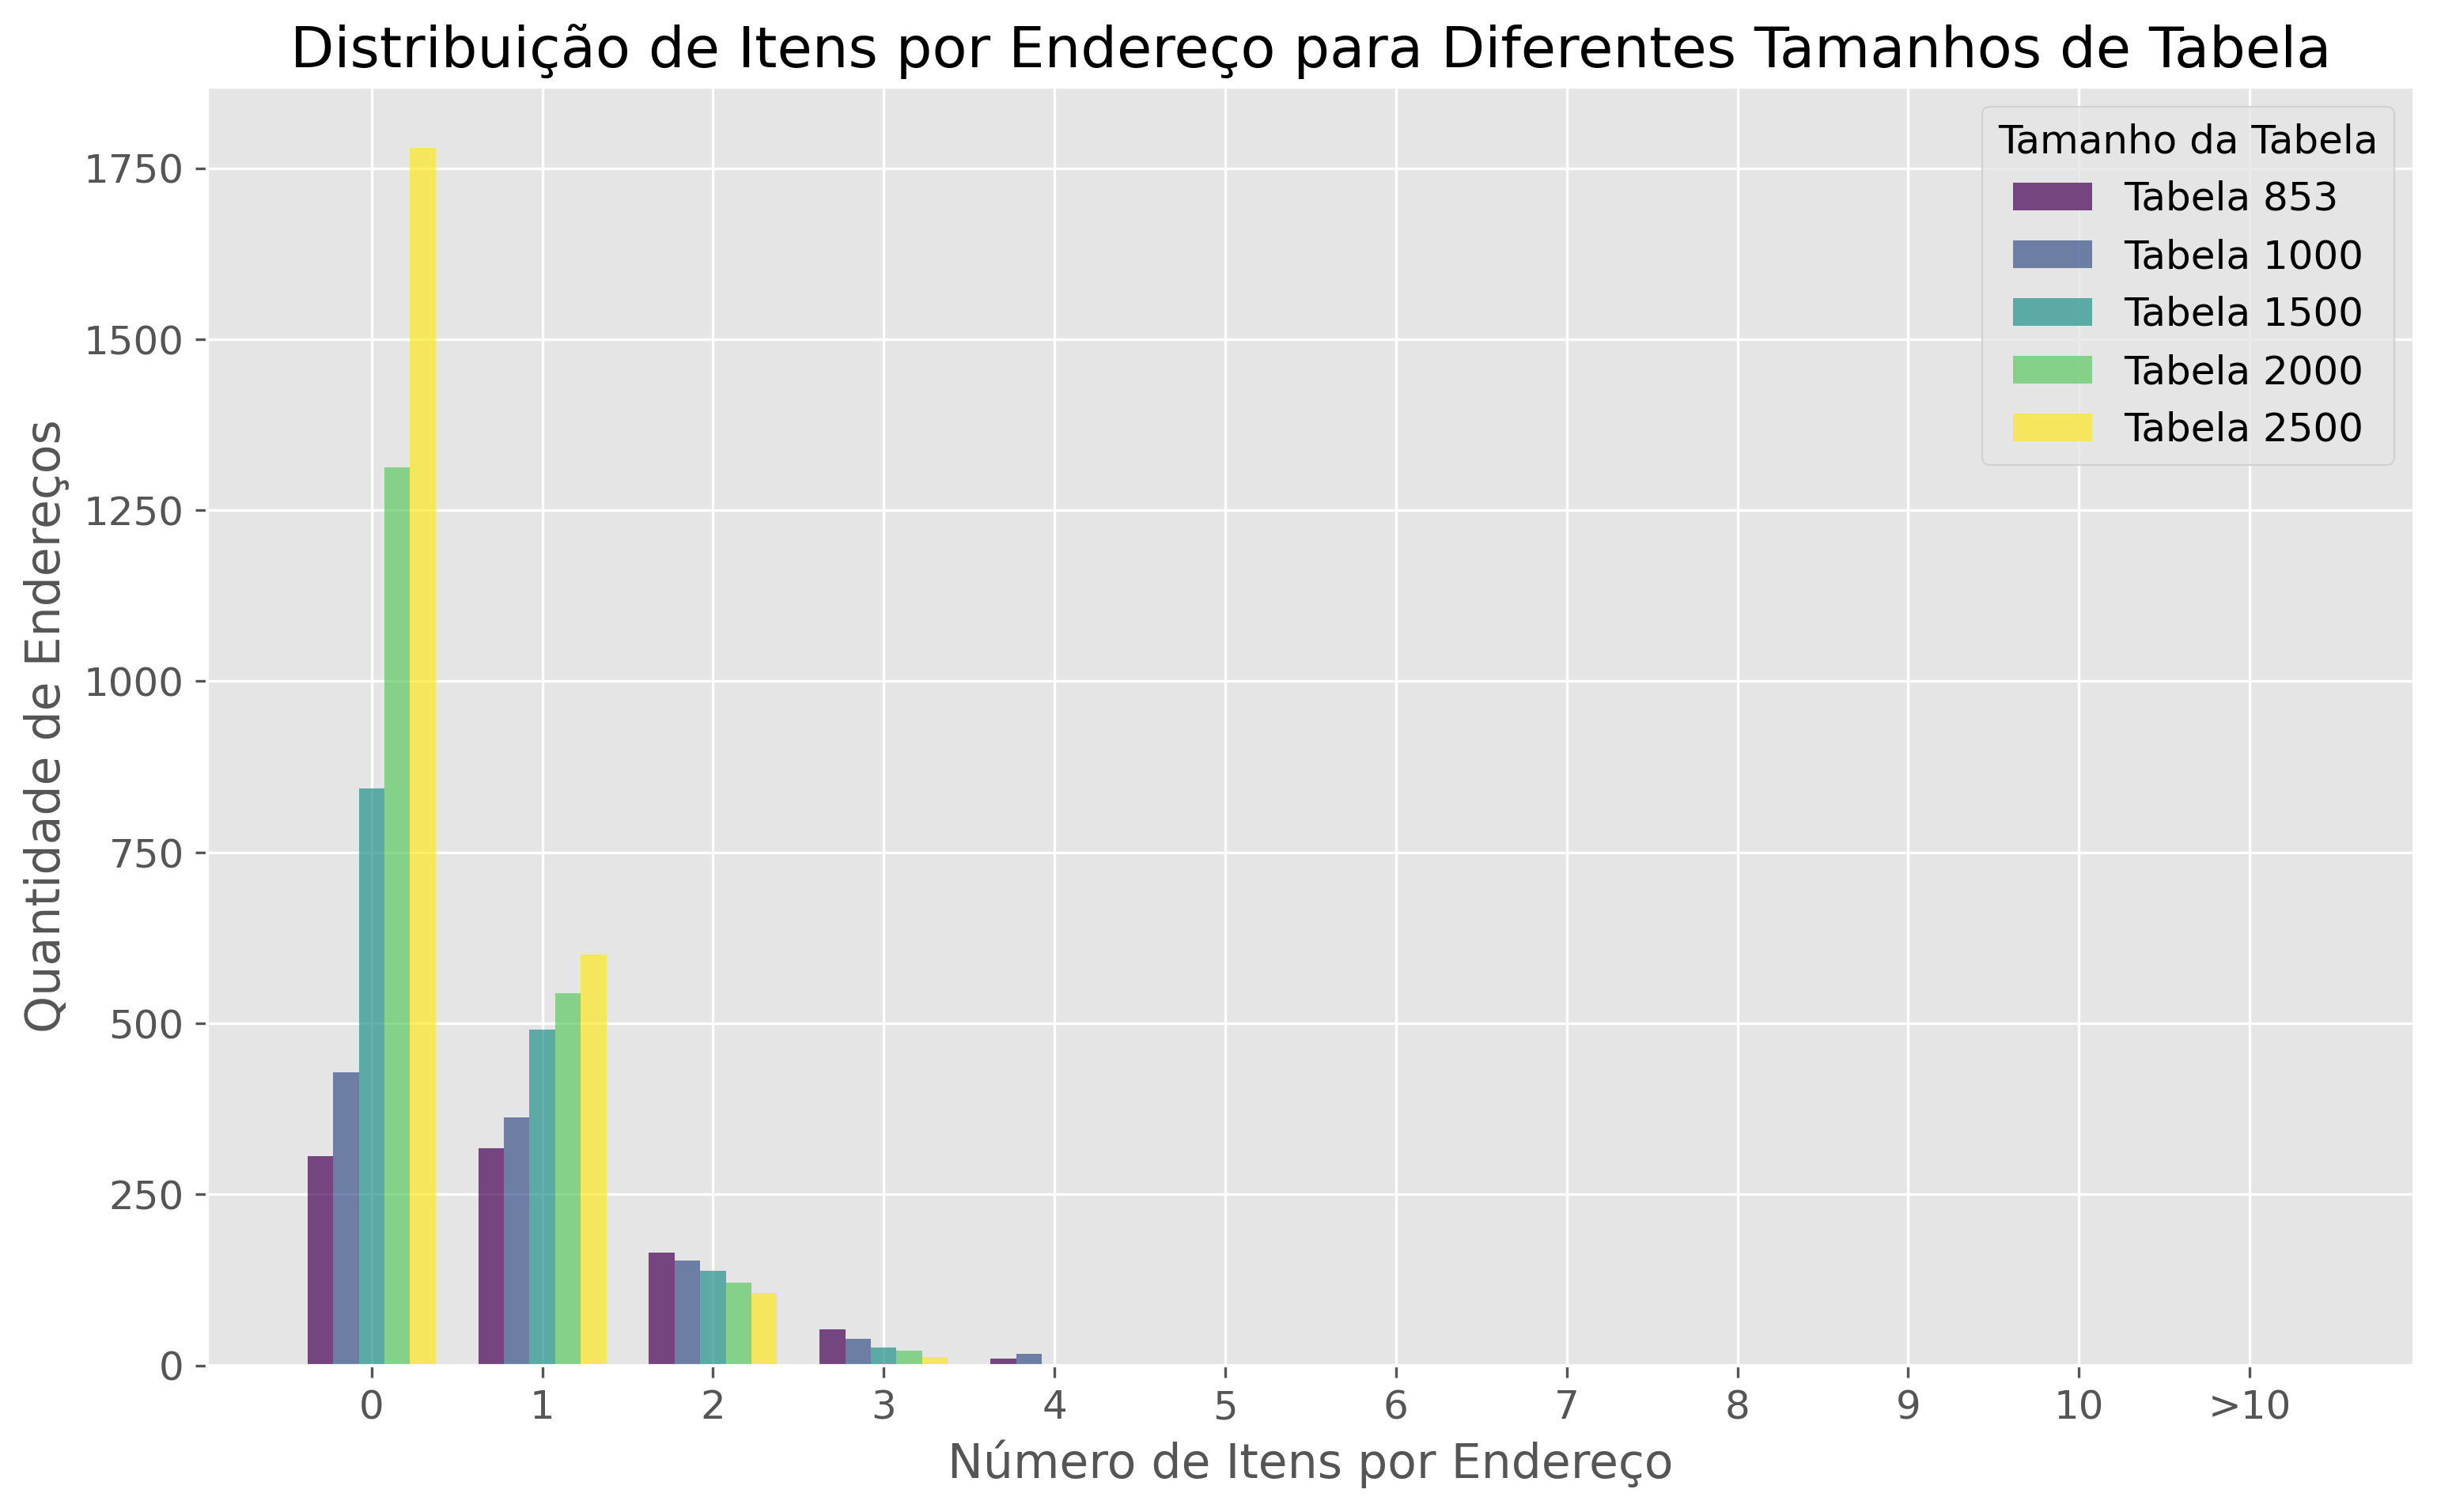 Distribuição de Itens por Endereço para Diferentes Tamanhos de Tabela
Tamanho da Tabela
Tabela 853
Tabela 1000
Tabela 1500
Tabela 2000
Tabela 2500
Quantidade de Endereços
1750
1500
1250
1000
750
500
250
0
0 1 2 3 4 5 6 7 8 9 10 >10
Número de Itens por Endereço